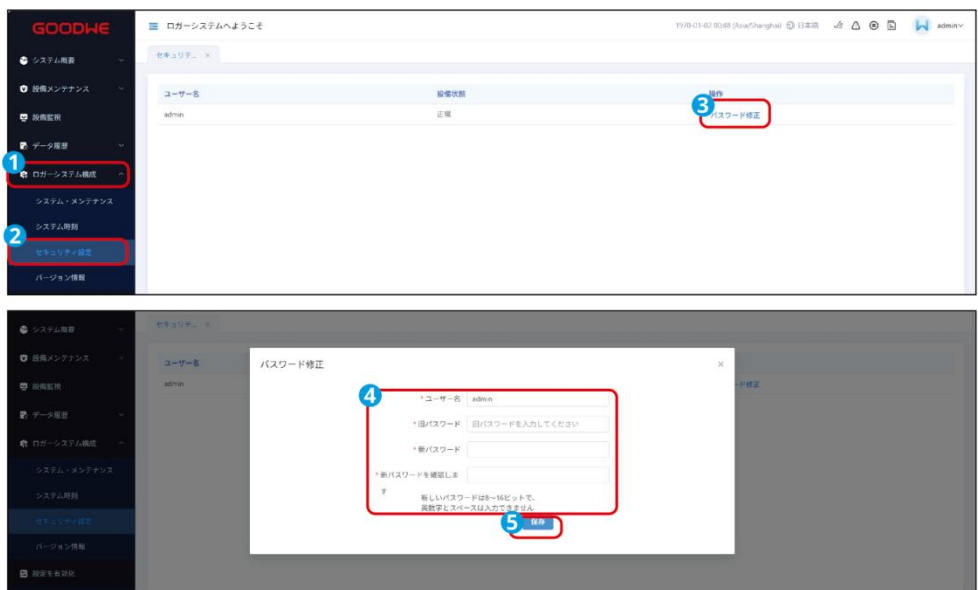 GOODWE
ロガーシステムへようこそ
1970-01-02 00:48 (Asia/Shanghai) 日本語
admin
システム概要
設備メンテナンス
設備監視
データ履歴
1
ロガーシステム構成
システム・メンテナンス
システム時刻
2
セキュリティ設定
バージョン情報
セキュリテ... ×
ユーザー名 設備状態 操作
admin 正常 パスワード修正
3
システム概要
設備メンテナンス
設備監視
データ履歴
ロガーシステム構成
システム・メンテナンス
システム時刻
セキュリティ設定
バージョン情報
設定を有効化
セキュリテ... ×
ユーザー名
admin
ード修正
パスワード修正 ×
4
*ユーザー名 admin
*旧パスワード 旧パスワードを入力してください
*新パスワード
*新パスワードを確認しま
す
新しいパスワードは8～16ビットで、
英数字とスペースは入力できません
5
保存